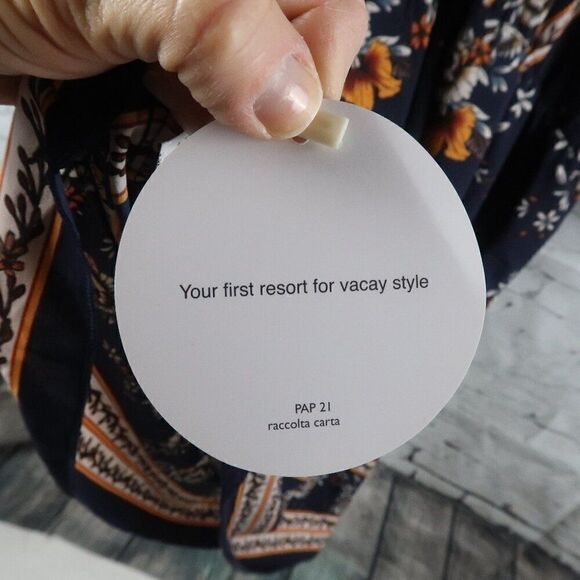 Your first resort for vacay style
PAP 21
raccolta carta